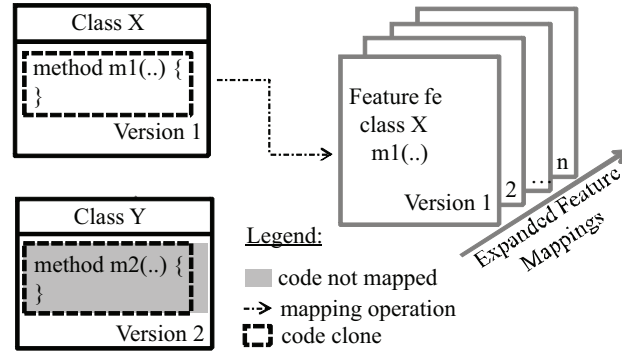 Class X
method m1(..) {
}
Version 1
Feature fe
class X
m1(..)
Version 1
2
...
n
Expanded Feature
Mappings
Class Y
method m2(..) {
}
Version 2
Legend:
code not mapped
mapping operation
code clone